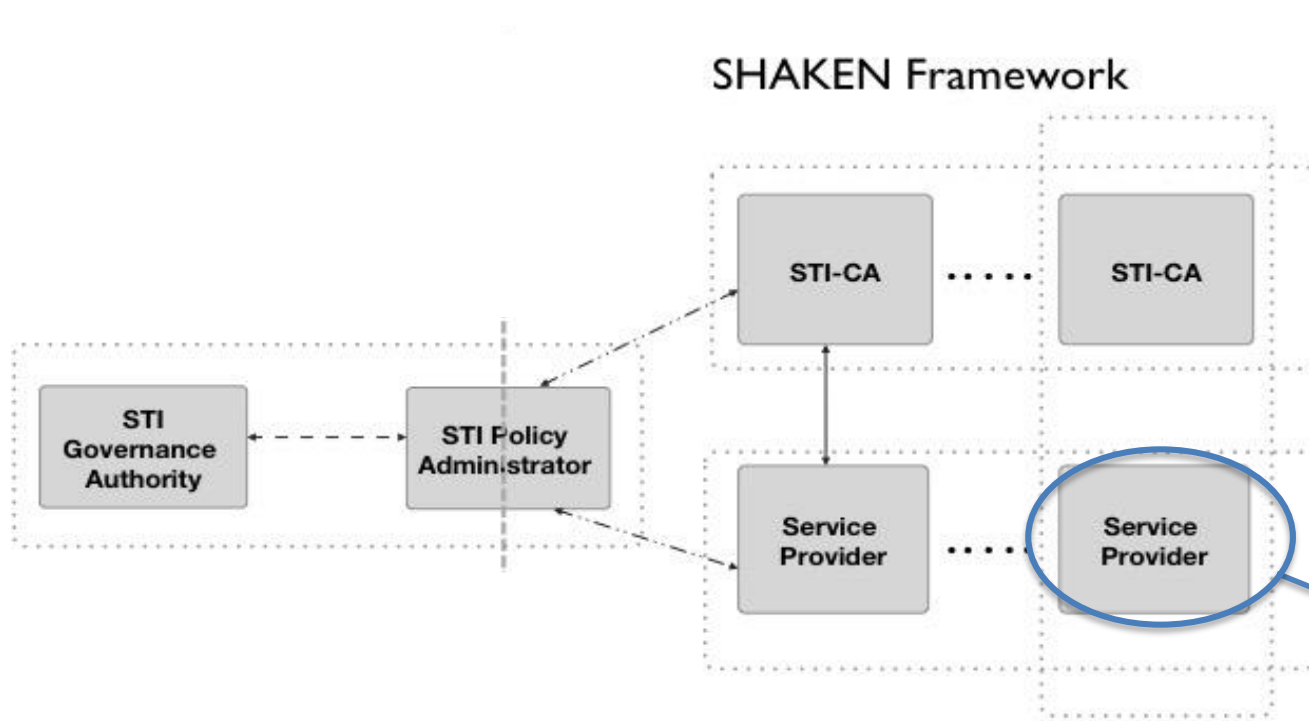 SHAKEN Framework
STI-CA
STI-CA
STI
Governance
Authority
STI Policy
Administrator
Service
Provider
Service
Provider